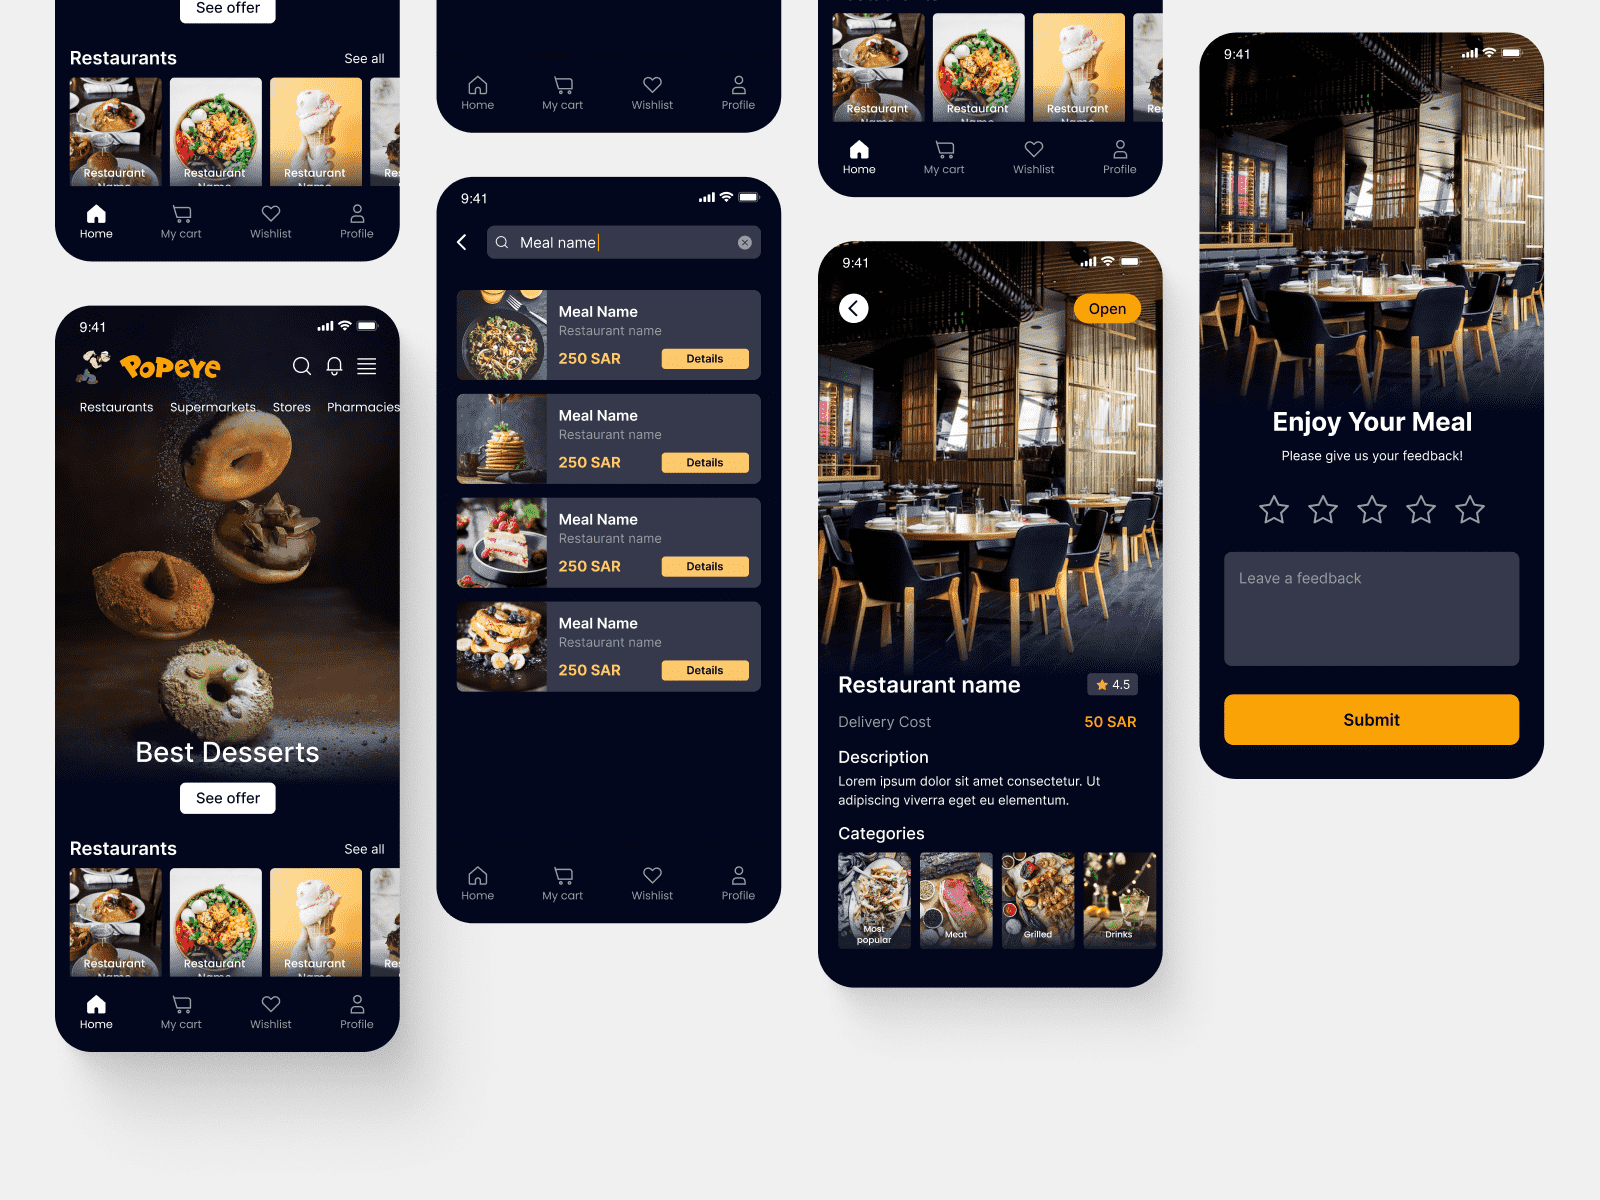 See offer
Restaurants
See all
Restaurant
Name
Restaurant
Name
Restaurant
Name
Home
My cart
Wishlist
Profile
9:41
POPEYE
Restaurants
Supermarkets
Stores
Pharmacies
Best Desserts
See offer
Restaurants
See all
Restaurant
Name
Restaurant
Name
Restaurant
Name
Re
Home
My cart
Wishlist
Profile
Home
My cart
Wishlist
Profile
9:41
Meal name
Meal Name
Restaurant name
250 SAR
Details
Meal Name
Restaurant name
250 SAR
Details
Meal Name
Restaurant name
250 SAR
Details
Meal Name
Restaurant name
250 SAR
Details
Home
My cart
Wishlist
Profile
Restaurant
Name
Restaurant
Name
Restaurant
Name
Re
Home
My cart
Wishlist
Profile
9:41
Open
Restaurant name
4.5
Delivery Cost
50 SAR
Description
Lorem ipsum dolor sit amet consectetur. Ut
adipiscing viverra eget eu elementum.
Categories
Most
popular
Meat
Grilled
Drinks
9:41
Enjoy Your Meal
Please give us your feedback!
Leave a feedback
Submit